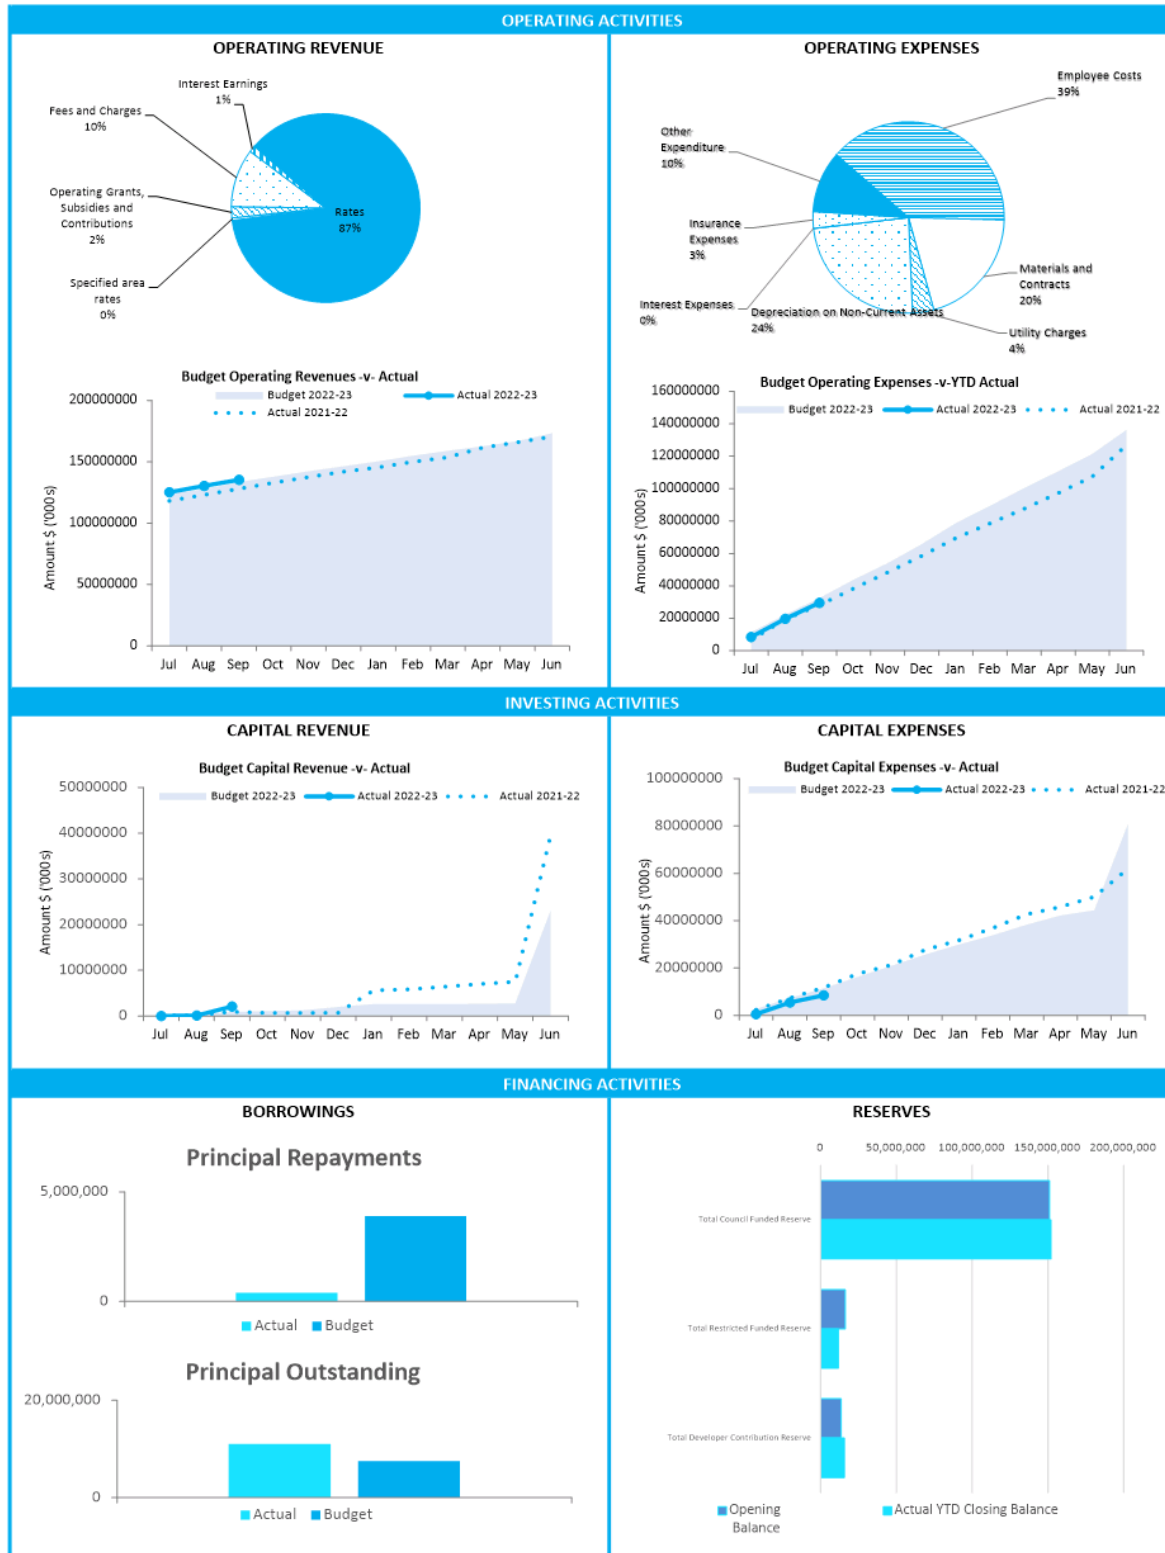 OPERATING ACTIVITIES
OPERATING REVENUE
Interest Earnings
1%
Fees and Charges
10%
Operating Grants,
Subsidies and
Contributions
2%
Specified area
rates
0%
Rates
87%
OPERATING EXPENSES
Employee Costs
39%
Other
Expenditure
10%
Insurance
Expenses
3%
Interest Expenses
0%
Depreciation on Non-Current Assets
24%
Materials and
Contracts
20%
Utility Charges
4%
Budget Operating Revenues -v- Actual
Budget 2022-23
Actual 2022-23
Actual 2021-22
Amount $ ('000s)
200000000
150000000
100000000
50000000
0
Jul Aug Sep Oct Nov Dec Jan Feb Mar Apr May Jun
Budget Operating Expenses -v-YTD Actual
Budget 2022-23
Actual 2022-23
Actual 2021-22
Amount $ ('000s)
160000000
140000000
120000000
100000000
80000000
60000000
40000000
20000000
0
Jul Aug Sep Oct Nov Dec Jan Feb Mar Apr May Jun
INVESTING ACTIVITIES
CAPITAL REVENUE
Budget Capital Revenue -v- Actual
Budget 2022-23
Actual 2022-23
Actual 2021-22
Amount $ ('000s)
50000000
40000000
30000000
20000000
10000000
0
Jul Aug Sep Oct Nov Dec Jan Feb Mar Apr May Jun
CAPITAL EXPENSES
Budget Capital Expenses -v- Actual
Budget 2022-23
Actual 2022-23
Actual 2021-22
Amount $ ('000s)
100000000
80000000
60000000
40000000
20000000
0
Jul Aug Sep Oct Nov Dec Jan Feb Mar Apr May Jun
FINANCING ACTIVITIES
BORROWINGS
Principal Repayments
5,000,000
0
Actual
Budget
Principal Outstanding
20,000,000
0
Actual
Budget
RESERVES
0 50,000,000 100,000,000 150,000,000 200,000,000
Total Council Funded Reserve
Total Restricted Funded Reserve
Total Developer Contribution Reserve
Opening
Balance
Actual YTD Closing Balance